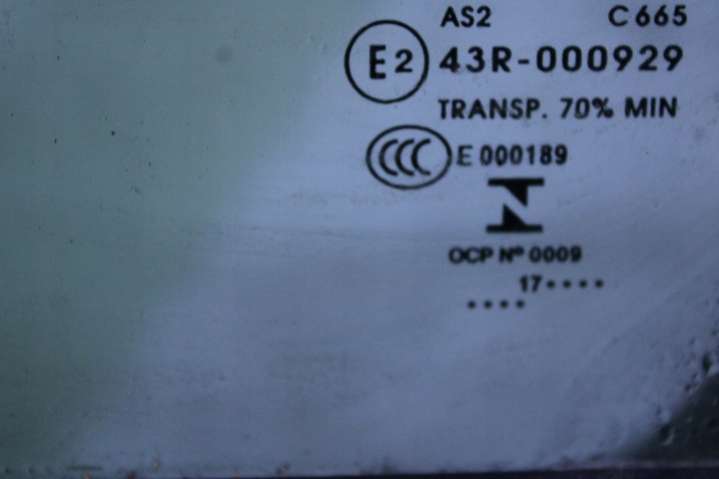 AS2 C665
E2 43R-000929
TRANSP. 70% MIN
CCC E 000189
OCP Nº 0009
17••••
••••